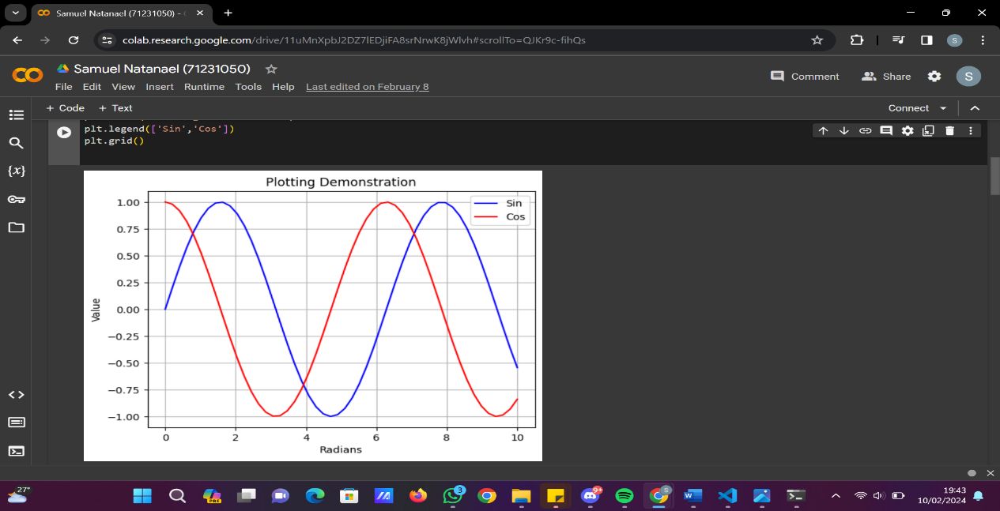 Samuel Natanael (71231050) -
colab.research.google.com/drive/11uMnXpbJ2DZ7lEDjiFA8srNrwK8jWlvh#scrollTo=QJKr9c-fihQs
S
Samuel Natanael (71231050)
File Edit View Insert Runtime Tools Help Last edited on February 8
Comment Share S
+ Code + Text
Connect
{x}
plt.legend(['Sin','Cos'])
plt.grid()
Plotting Demonstration
Sin
Cos
1.00
0.75
0.50
0.25
0.00
−0.25
−0.50
−0.75
−1.00
Value
0 2 4 6 8 10
Radians
27°
PRE
3
9+
S
19:43
10/02/2024